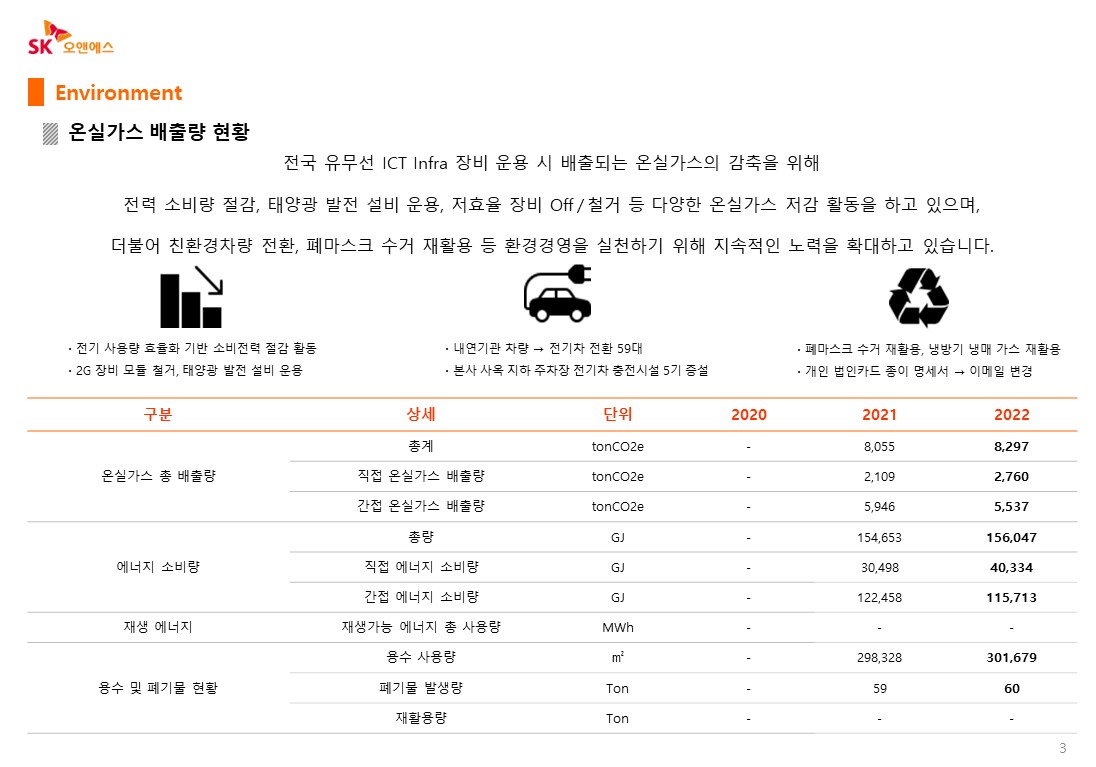 SK 오앤에스
Environment
온실가스 배출량 현황
전국 유무선 ICT Infra 장비 운용 시 배출되는 온실가스의 감축을 위해
전력 소비량 절감, 태양광 발전 설비 운용, 저효율 장비 Off / 철거 등 다양한 온실가스 저감 활동을 하고 있으며,
더불어 친환경차량 전환, 폐마스크 수거 재활용 등 환경경영을 실천하기 위해 지속적인 노력을 확대하고 있습니다.
· 전기 사용량 효율화 기반 소비전력 절감 활동
· 2G 장비 모듈 철거, 태양광 발전 설비 운용
· 내연기관 차량 → 전기차 전환 59대
· 본사 사옥 지하 주차장 전기차 충전시설 5기 증설
· 폐마스크 수거 재활용, 냉방기 냉매 가스 재활용
· 개인 법인카드 종이 명세서 → 이메일 변경
구분 상세 단위 2020 2021 2022
온실가스 총 배출량 총계 tonCO2e - 8,055 8,297
직접 온실가스 배출량 tonCO2e - 2,109 2,760
간접 온실가스 배출량 tonCO2e - 5,946 5,537
에너지 소비량 총량 GJ - 154,653 156,047
직접 에너지 소비량 GJ - 30,498 40,334
간접 에너지 소비량 GJ - 122,458 115,713
재생 에너지 재생가능 에너지 총 사용량 MWh - - -
용수 및 폐기물 현황 용수 사용량 ㎡ - 298,328 301,679
폐기물 발생량 Ton - 59 60
재활용량 Ton - - -
3